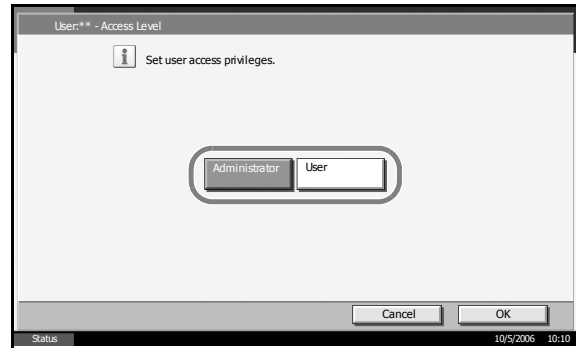 User:** - Access Level
i Set user access privileges.
Administrator User
Cancel OK
Status 10/5/2006 10:10